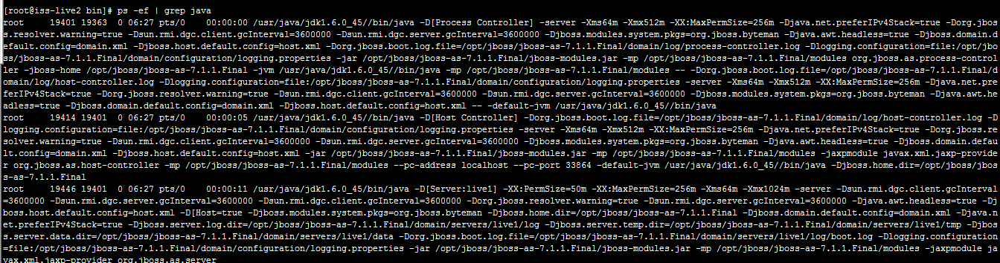 [root@iss-live2 bin]# ps -ef | grep java
root     19401 19363  0 06:27 pts/0    00:00:00 /usr/java/jdk1.6.0_45//bin/java -D[Process Controller] -server -Xms64m -Xmx512m -XX:MaxPermSize=256m -Djava.net.preferIPv4Stack=true -Dorg.jbos
s.resolver.warning=true -Dsun.rmi.dgc.client.gcInterval=3600000 -Dsun.rmi.dgc.server.gcInterval=3600000 -Djboss.modules.system.pkgs=org.jboss.byteman -Djava.awt.headless=true -Djboss.domain.d
efault.config=domain.xml -Djboss.host.default.config=host.xml -Dorg.jboss.boot.log.file=/opt/jboss/jboss-as-7.1.1.Final/domain/log/process-controller.log -Dlogging.configuration=file:/opt/jbo
ss/jboss-as-7.1.1.Final/domain/configuration/logging.properties -jar /opt/jboss/jboss-as-7.1.1.Final/jboss-modules.jar -mp /opt/jboss/jboss-as-7.1.1.Final/modules org.jboss.as.process-control
ler -jboss-home /opt/jboss/jboss-as-7.1.1.Final -jvm /usr/java/jdk1.6.0_45//bin/java -mp /opt/jboss/jboss-as-7.1.1.Final/modules -- -Dorg.jboss.boot.log.file=/opt/jboss/jboss-as-7.1.1.Final/d
omain/log/host-controller.log -Dlogging.configuration=file:/opt/jboss/jboss-as-7.1.1.Final/domain/configuration/logging.properties -server -Xms64m -Xmx512m -XX:MaxPermSize=256m -Djava.net.pre
ferIPv4Stack=true -Dorg.jboss.resolver.warning=true -Dsun.rmi.dgc.client.gcInterval=3600000 -Dsun.rmi.dgc.server.gcInterval=3600000 -Djboss.modules.system.pkgs=org.jboss.byteman -Djava.awt.he
adless=true -Djboss.domain.default.config=domain.xml -Djboss.host.default.config=host.xml -- -default-jvm /usr/java/jdk1.6.0_45//bin/java
root     19414 19401  0 06:27 pts/0    00:00:05 /usr/java/jdk1.6.0_45//bin/java -D[Host Controller] -Dorg.jboss.boot.log.file=/opt/jboss/jboss-as-7.1.1.Final/domain/log/host-controller.log -D
logging.configuration=file:/opt/jboss/jboss-as-7.1.1.Final/domain/configuration/logging.properties -server -Xms64m -Xmx512m -XX:MaxPermSize=256m -Djava.net.preferIPv4Stack=true -Dorg.jboss.re
solver.warning=true -Dsun.rmi.dgc.client.gcInterval=3600000 -Dsun.rmi.dgc.server.gcInterval=3600000 -Djboss.modules.system.pkgs=org.jboss.byteman -Djava.awt.headless=true -Djboss.domain.defau
lt.config=domain.xml -Djboss.host.default.config=host.xml -jar /opt/jboss/jboss-as-7.1.1.Final/jboss-modules.jar -mp /opt/jboss/jboss-as-7.1.1.Final/modules -jaxpmodule javax.xml.jaxp-provide
r org.jboss.as.host-controller -mp /opt/jboss/jboss-as-7.1.1.Final/modules --pc-address localhost --pc-port 33864 -default-jvm /usr/java/jdk1.6.0_45//bin/java -Djboss.home.dir=/opt/jboss/jbos
s-as-7.1.1.Final
root     19446 19401  0 06:27 pts/0    00:00:11 /usr/java/jdk1.6.0_45/bin/java -D[Server:live1] -XX:PermSize=50m -XX:MaxPermSize=256m -Xms64m -Xmx1024m -server -Dsun.rmi.dgc.client.gcInterval
=3600000 -Dsun.rmi.dgc.server.gcInterval=3600000 -Dsun.rmi.dgc.client.gcInterval=3600000 -Dorg.jboss.resolver.warning=true -Dsun.rmi.dgc.server.gcInterval=3600000 -Djava.awt.headless=true -Dj
boss.host.default.config=host.xml -D[Host=true -Djboss.modules.system.pkgs=org.jboss.byteman -Djboss.home.dir=/opt/jboss/jboss-as-7.1.1.Final -Djboss.domain.default.config=domain.xml -Djava.n
et.preferIPv4Stack=true -Djboss.server.log.dir=/opt/jboss/jboss-as-7.1.1.Final/domain/servers/live1/log -Djboss.server.temp.dir=/opt/jboss/jboss-as-7.1.1.Final/domain/servers/live1/tmp -Djbos
s.server.data.dir=/opt/jboss/jboss-as-7.1.1.Final/domain/servers/live1/data -Dorg.jboss.boot.log.file=/opt/jboss/jboss-as-7.1.1.Final/domain/servers/live1/log/boot.log -Dlogging.configuration
=file:/opt/jboss/jboss-as-7.1.1.Final/domain/configuration/logging.properties -jar /opt/jboss/jboss-as-7.1.1.Final/jboss-modules.jar -mp /opt/jboss/jboss-as-7.1.1.Final/modules -jaxpmodule ja
vax.xml.jaxp-provider org.jboss.as.server